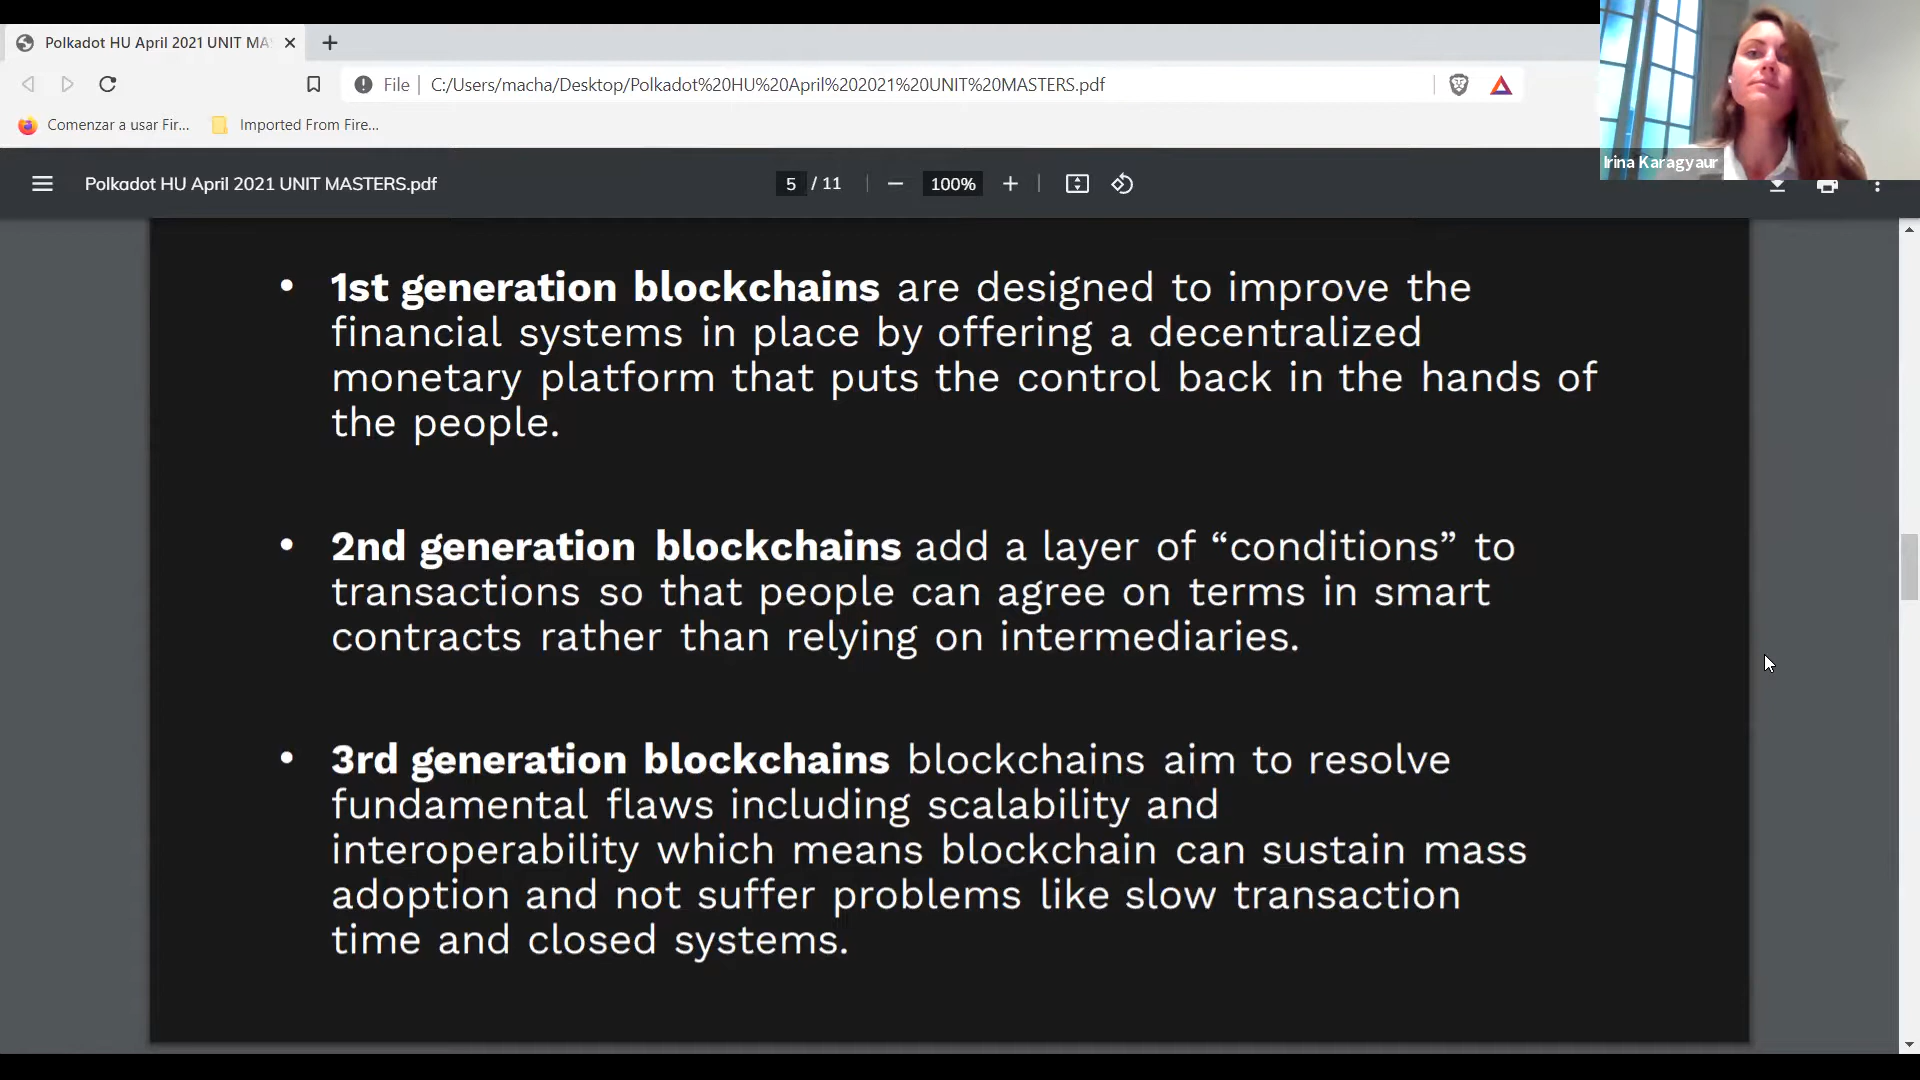 Polkadot HU April 2021 UNIT MA
File
C:/Users/macha/Desktop/Polkadot%20HU%20April%202021%20UNIT%20MASTERS.pdf
Comenzar a usar Fir...
Imported From Fire...
Irina Karagyaur
Polkadot HU April 2021 UNIT MASTERS.pdf
5 / 11
100%
• 1st generation blockchains are designed to improve the
financial systems in place by offering a decentralized
monetary platform that puts the control back in the hands of
the people.
• 2nd generation blockchains add a layer of “conditions” to
transactions so that people can agree on terms in smart
contracts rather than relying on intermediaries.
• 3rd generation blockchains blockchains aim to resolve
fundamental flaws including scalability and
interoperability which means blockchain can sustain mass
adoption and not suffer problems like slow transaction
time and closed systems.